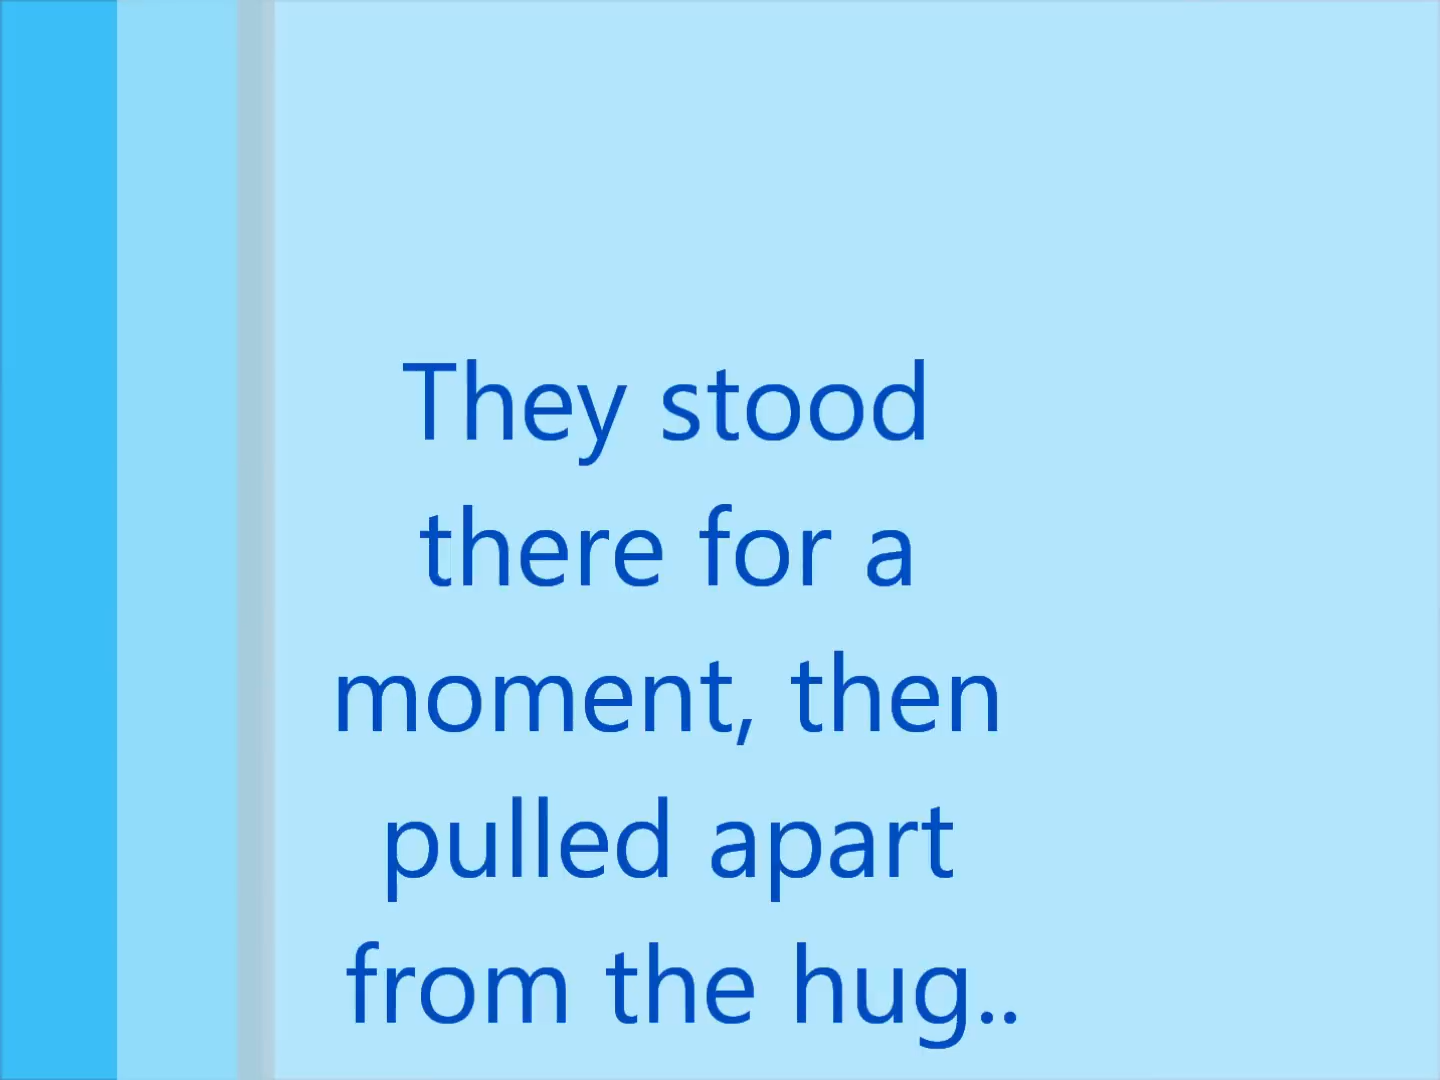 They stood
there for a
moment, then
pulled apart
from the hug..